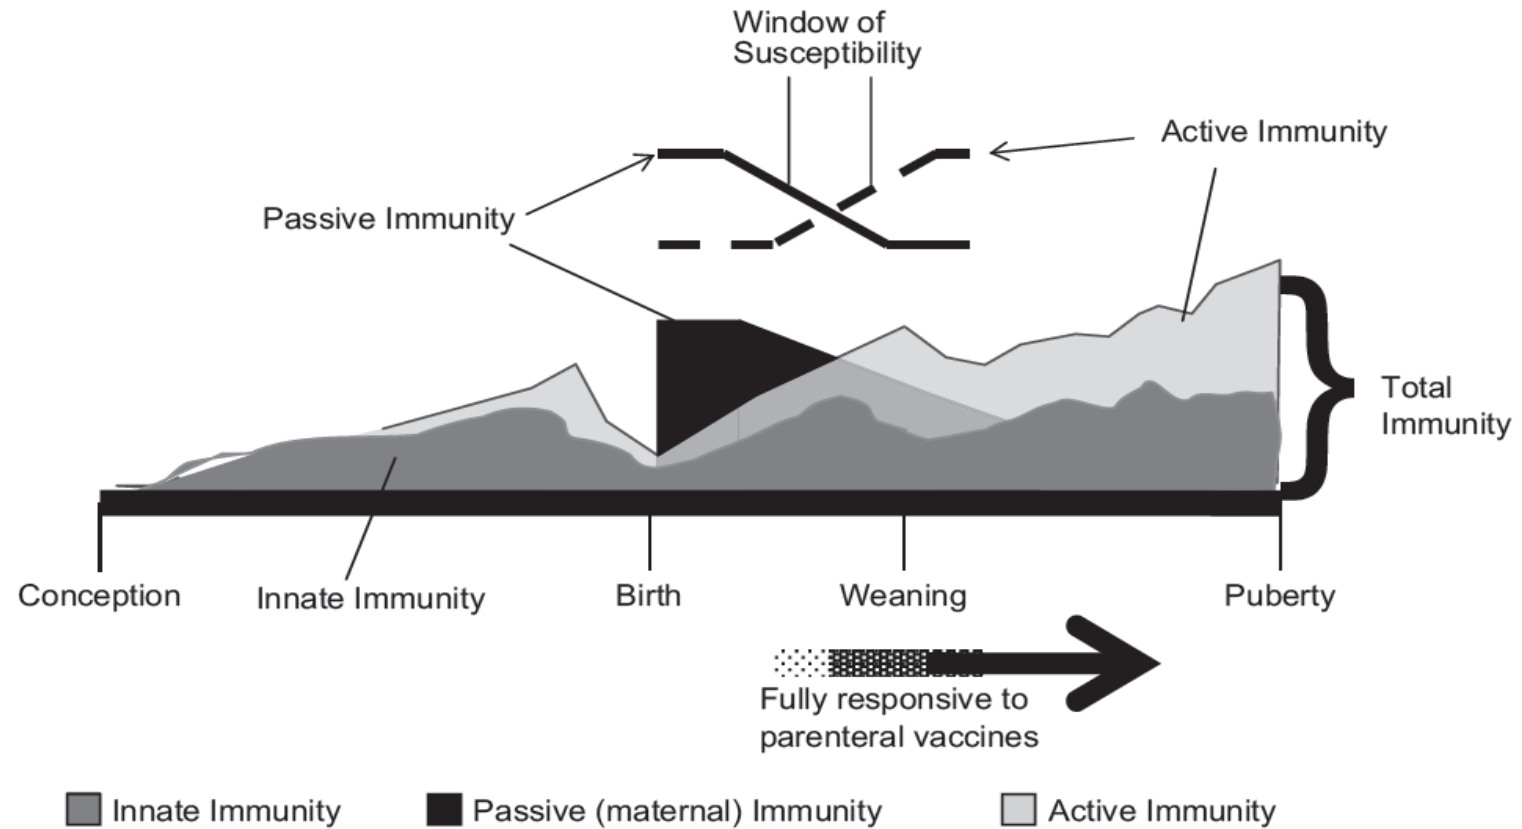 Window of
Susceptibility
Active Immunity
Passive Immunity
Total
Immunity
Conception
Innate Immunity
Birth
Weaning
Puberty
Fully responsive to
parenteral vaccines
Innate Immunity
Passive (maternal) Immunity
Active Immunity